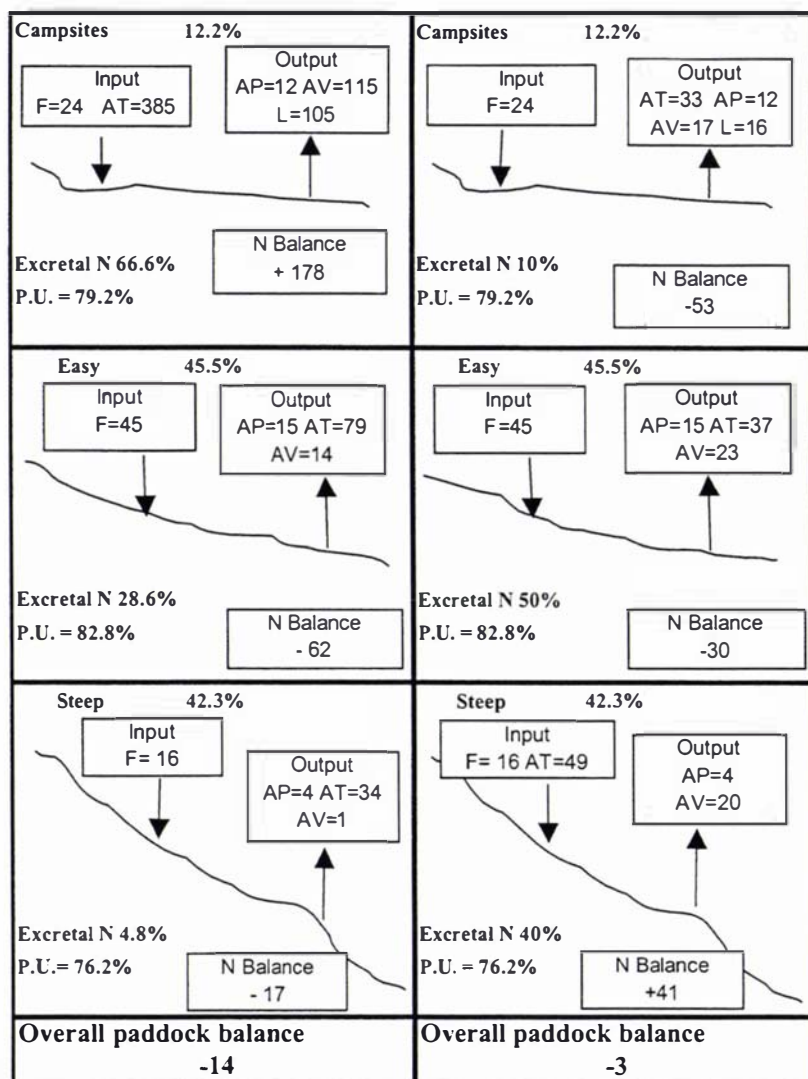 Campsites 12.2%
Input
F=24 AT=385
Output
AP=12 AV=115
L=105
Excretal N 66.6%
P.U. = 79.2%
N Balance
+ 178
Campsites 12.2%
Input
F=24
Output
AT=33 AP=12
AV=17 L=16
Excretal N 10%
P.U. = 79.2%
N Balance
-53
Easy 45.5%
Input
F=45
Output
AP=15 AT=79
AV=14
Excretal N 28.6%
P.U. = 82.8%
N Balance
- 62
Easy 45.5%
Input
F=45
Output
AP=15 AT=37
AV=23
Excretal N 50%
P.U. = 82.8%
N Balance
-30
Steep 42.3%
Input
F= 16
Output
AP=4 AT=34
AV=1
Excretal N 4.8%
P.U. = 76.2%
N Balance
- 17
Steep 42.3%
Input
F= 16 AT=49
Output
AP=4
AV=20
Excretal N 40%
P.U. = 76.2%
N Balance
+41
Overall paddock balance
-14
Overall paddock balance
-3